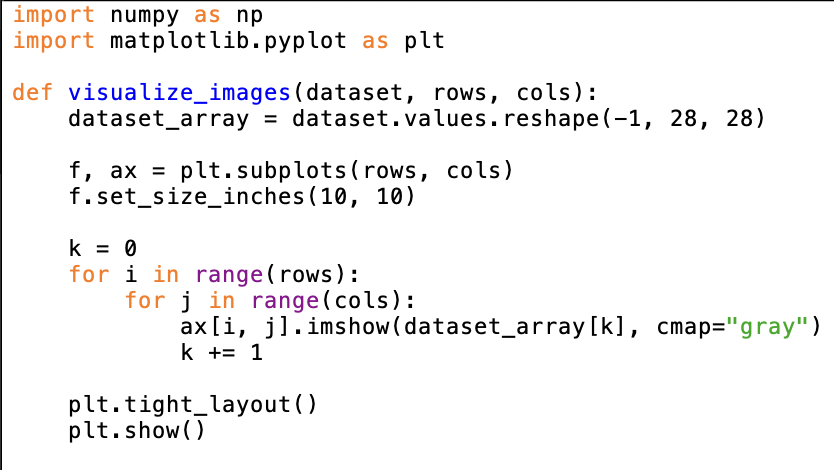 import numpy as np
import matplotlib.pyplot as plt

def visualize_images(dataset, rows, cols):
    dataset_array = dataset.values.reshape(-1, 28, 28)

    f, ax = plt.subplots(rows, cols)
    f.set_size_inches(10, 10)

    k = 0
    for i in range(rows):
        for j in range(cols):
            ax[i, j].imshow(dataset_array[k], cmap="gray")
            k += 1

    plt.tight_layout()
    plt.show()